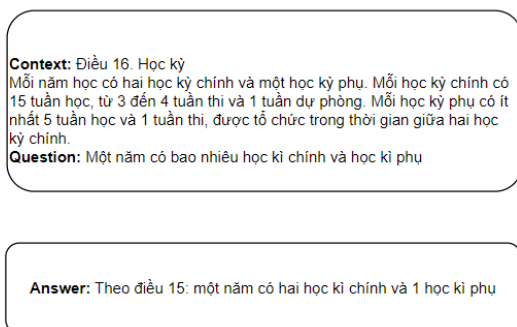 Context: Điều 16. Học kỳ
Mỗi năm học có hai học kỳ chính và một học kỳ phụ. Mỗi học kỳ chính có
15 tuần học, từ 3 đến 4 tuần thi và 1 tuần dự phòng. Mỗi học kỳ phụ có ít
nhất 5 tuần học và 1 tuần thi, được tổ chức trong thời gian giữa hai học
kỳ chính.
Question: Một năm có bao nhiêu học kì chính và học kì phụ
Answer: Theo điều 15: một năm có hai học kì chính và 1 học kì phụ